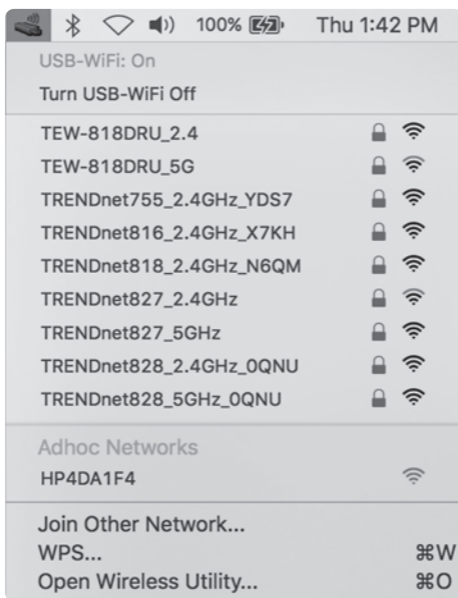 100% Thu 1:42 PM
USB-WiFi: On
Turn USB-WiFi Off
TEW-818DRU_2.4
TEW-818DRU_5G
TRENDnet755_2.4GHz_YDS7
TRENDnet816_2.4GHz_X7KH
TRENDnet818_2.4GHz_N6QM
TRENDnet827_2.4GHz
TRENDnet827_5GHz
TRENDnet828_2.4GHz_0QNU
TRENDnet828_5GHz_0QNU
Adhoc Networks
HP4DA1F4
Join Other Network...
WPS... ⌘W
Open Wireless Utility... ⌘O